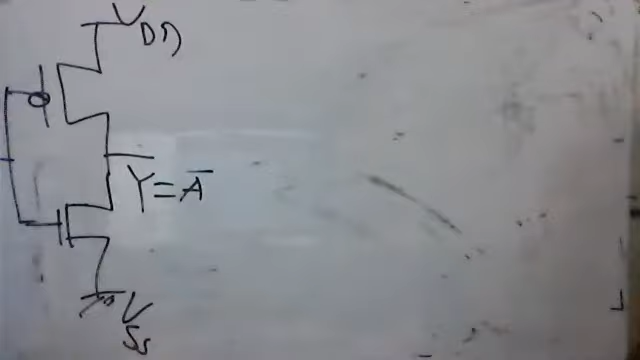 VDD
Y = A̅
Vss